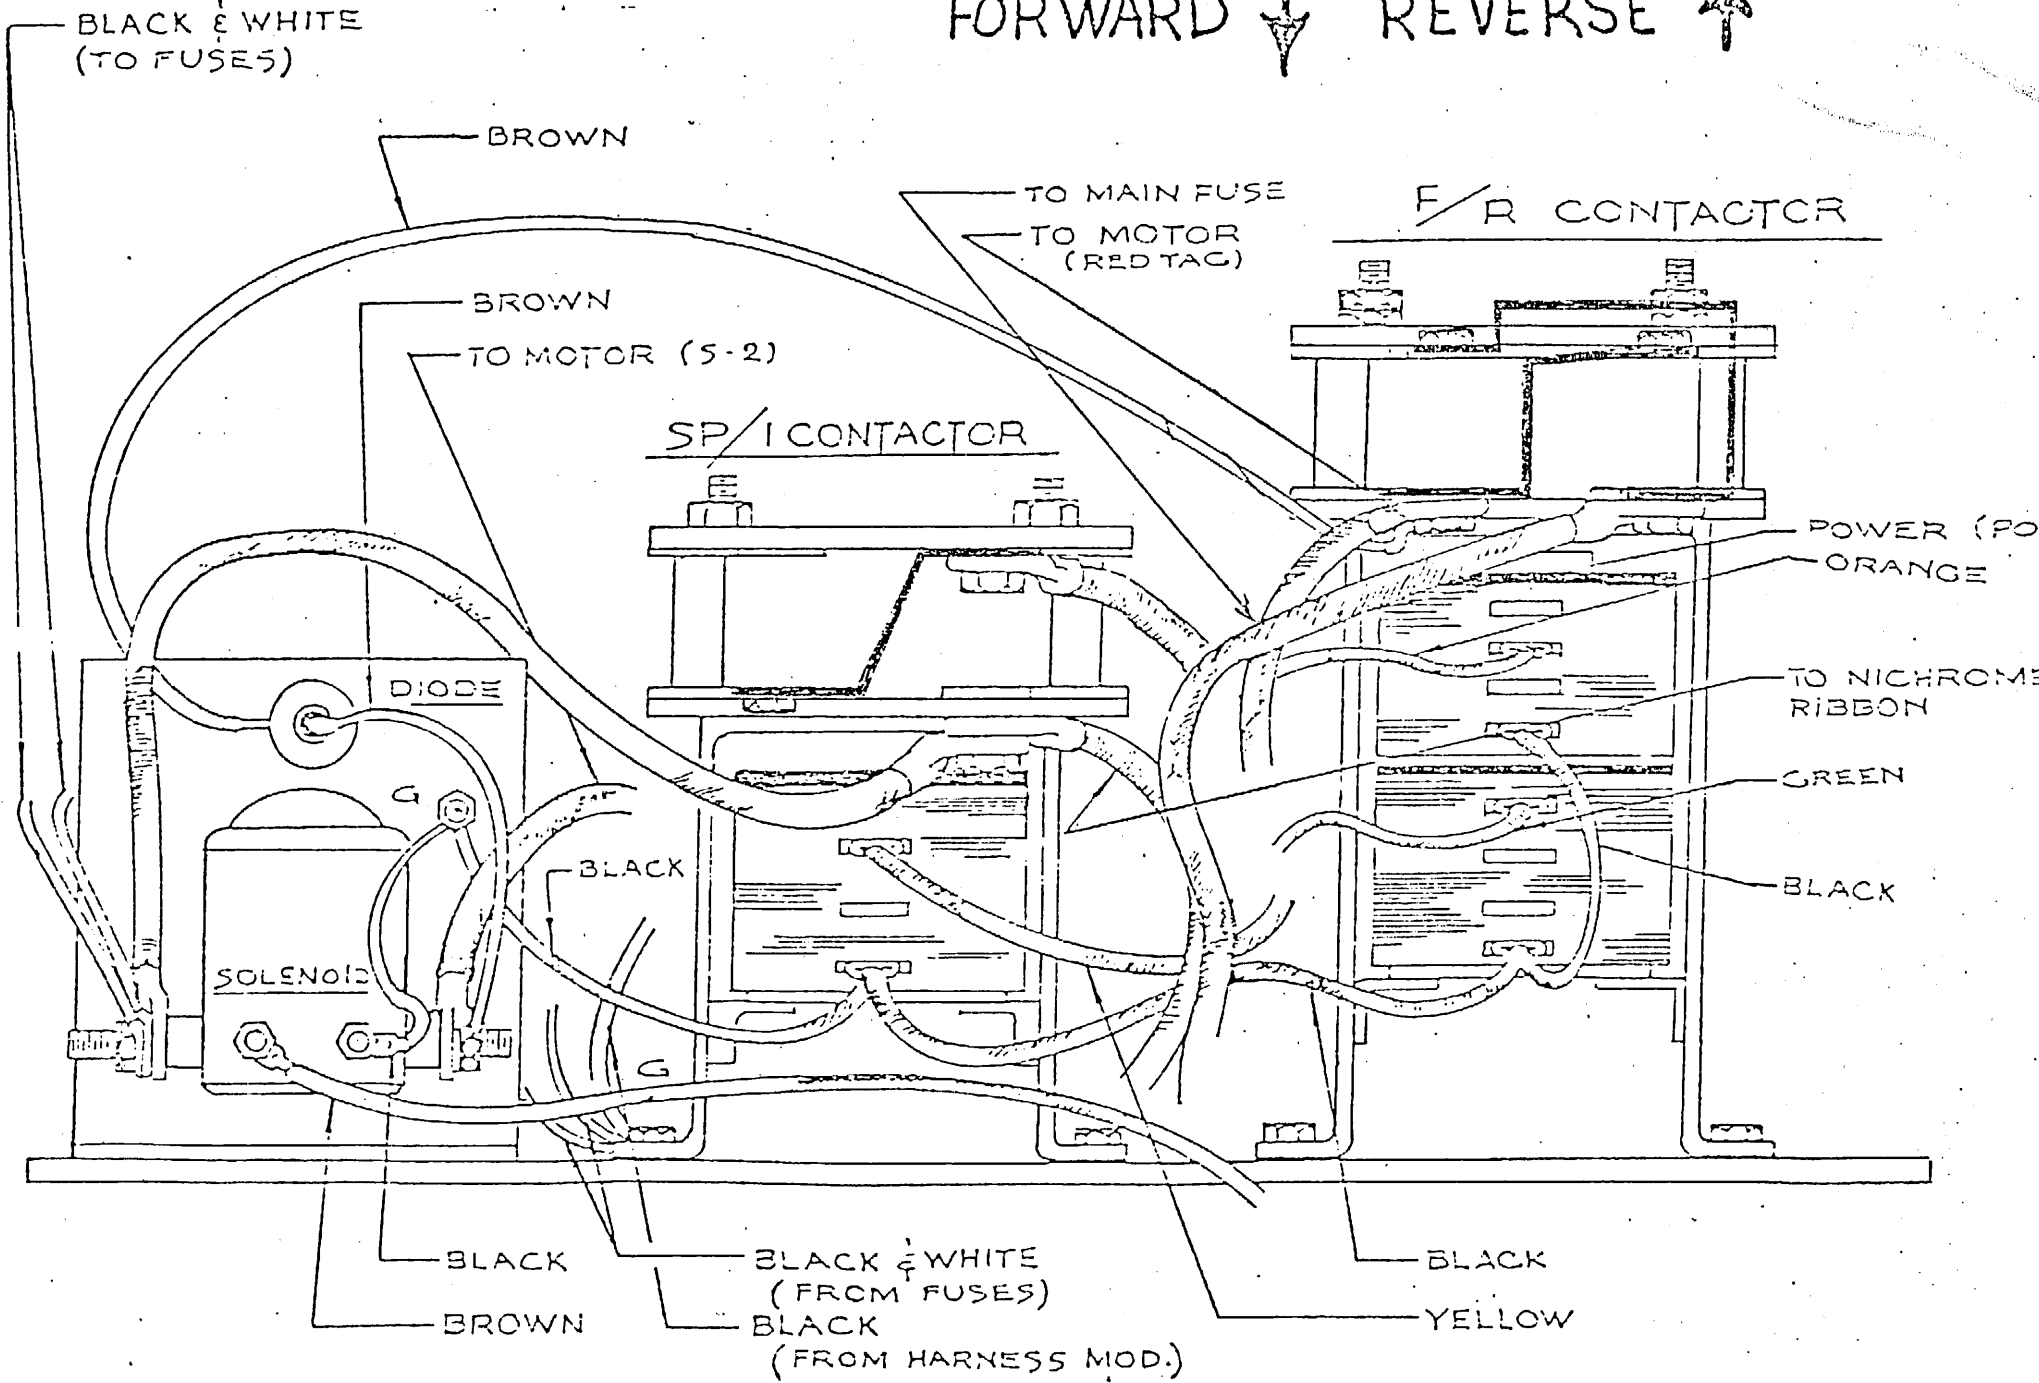 FORWARD ↓ REVERSE ↑
BLACK & WHITE
(TO FUSES)
BROWN
TO MAIN FUSE
TO MOTOR
(RED TAG)
F/R CONTACTOR
BROWN
TO MOTOR (S-2)
SP/1 CONTACTOR
POWER (PO
ORANGE
DIODE
TO NICHROME
RIBBON
G
GREEN
BLACK
BLACK
SOLENOID
G
BLACK
BLACK & WHITE
(FROM FUSES)
BLACK
BROWN
BLACK
(FROM HARNESS MOD.)
YELLOW